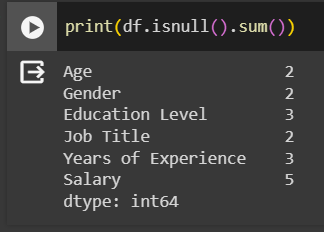 print(df.isnull().sum())
Age 2
Gender 2
Education Level 3
Job Title 2
Years of Experience 3
Salary 5
dtype: int64